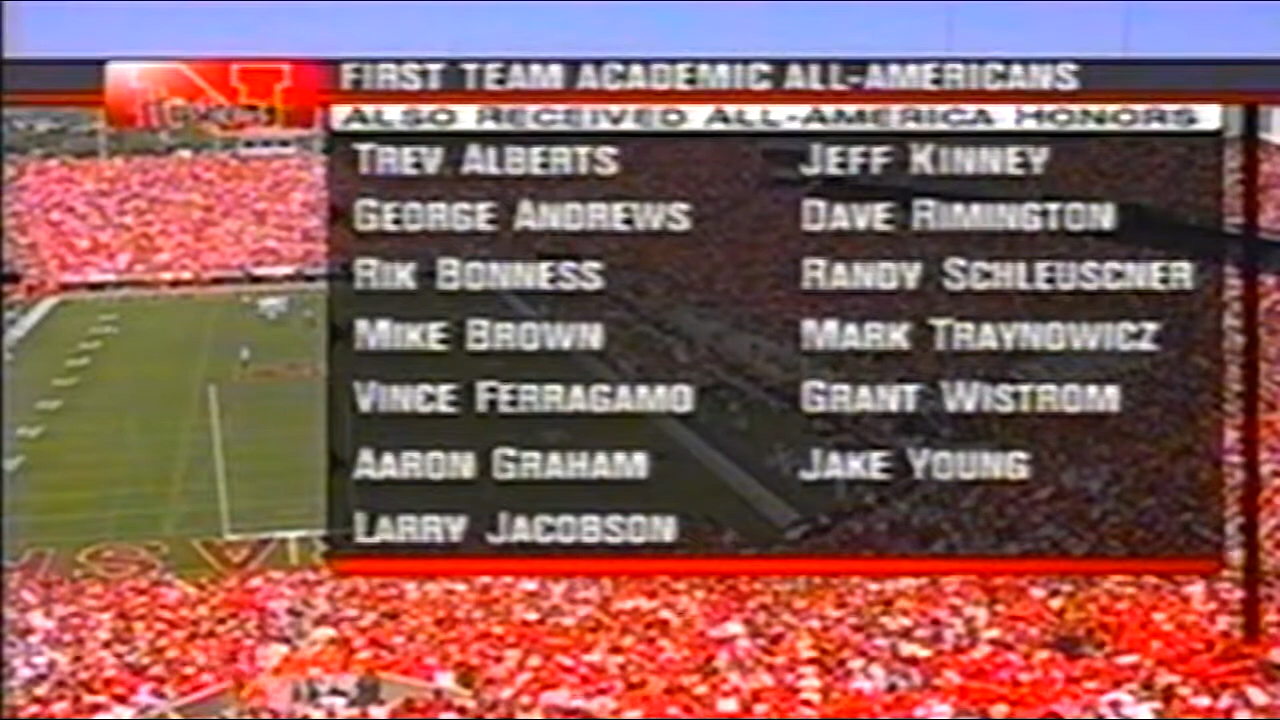 FIRST TEAM ACADEMIC ALL-AMERICANS
ALSO RECEIVED ALL-AMERICA HONORS
TREV ALBERTS
GEORGE ANDREWS
RIK BONNESS
MIKE BROWN
VINCE FERRAGAMO
AARON GRAHAM
LARRY JACOBSON
JEFF KINNEY
DAVE RIMINGTON
RANDY SCHLEUSCNER
MARK TRAYNOWICZ
GRANT WISTROM
JAKE YOUNG
N